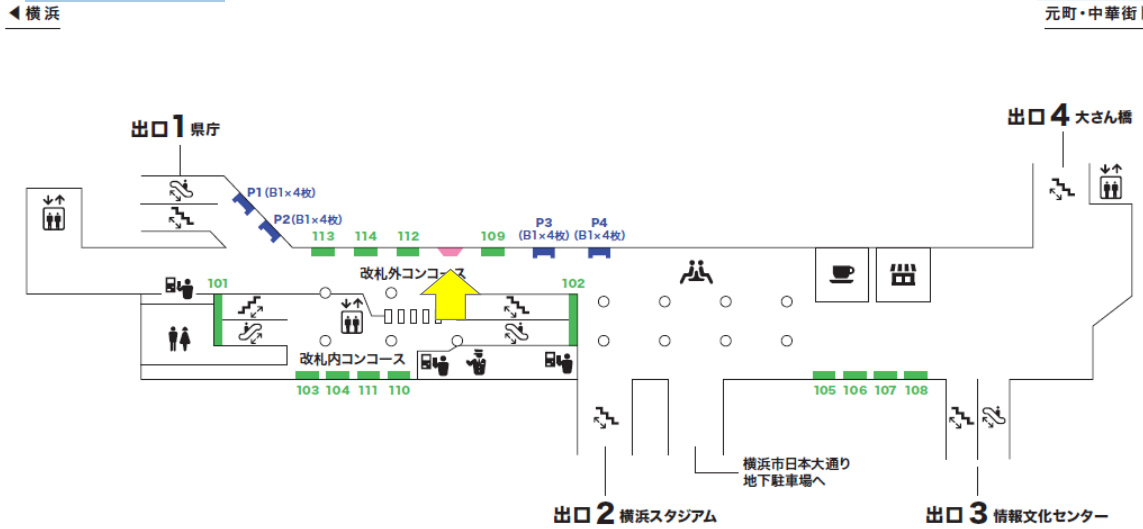 ◀横浜
元町・中華街
出口1 県庁
出口4 大さん橋
P1(B1×4枚)
P2(B1×4枚)
P3
(B1×4枚)
P4
(B1×4枚)
113
114
112
109
改札外コンコース
101
102
改札内コンコース
103
104
111
110
105
106
107
108
横浜市日本大通り
地下駐車場へ
出口2 横浜スタジアム
出口3 情報文化センター